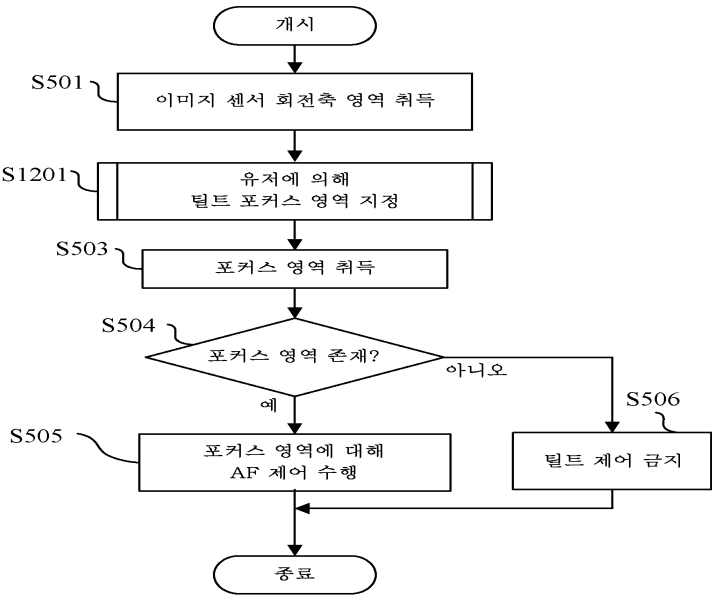 개시
S501
이미지 센서 회전축 영역 취득
S1201
유저에 의해
틸트 포커스 영역 지정
S503
포커스 영역 취득
S504
포커스 영역 존재?
아니오
예
S505
포커스 영역에 대해
AF 제어 수행
S506
틸트 제어 금지
종료